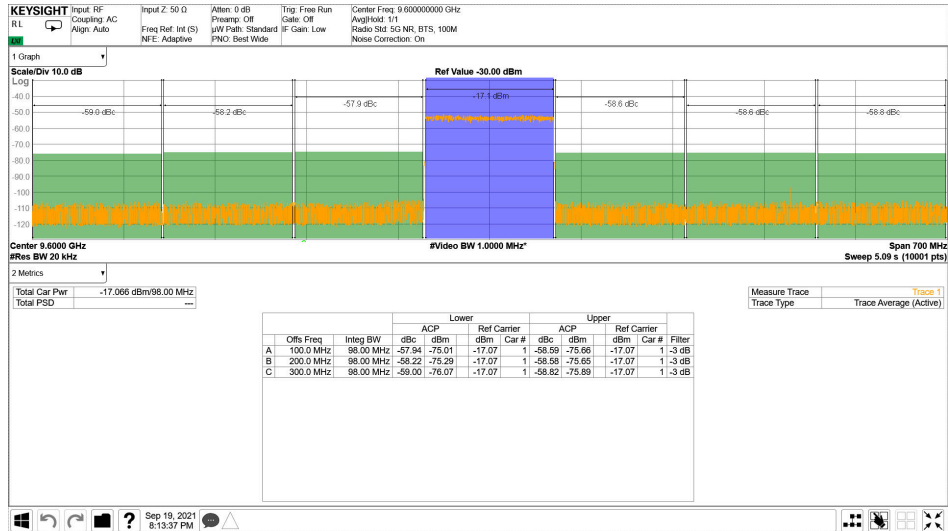 KEYSIGHT Input: RF Input Z: 50 Ω Atten: 0 dB Trig: Free Run Center Freq: 9.600000000 GHz
R L Coupling: AC Preamp: Off Gate: Off Avg|Hold: 1/1
Align: Auto Freq Ref: Int (S) µW Path: Standard IF Gain: Low Radio Std: 5G NR, BTS, 100M
LXI NFE: Adaptive PNO: Best Wide Noise Correction: On
1 Graph
Scale/Div 10.0 dB Ref Value -30.00 dBm
Log
-40.0 -17.1 dBm
-57.9 dBc -58.6 dBc
-50.0 -59.0 dBc -58.2 dBc -58.6 dBc -58.8 dBc
-60.0
-70.0
-80.0
-90.0
-100
-110
-120
Center 9.6000 GHz #Video BW 1.0000 MHz* Span 700 MHz
#Res BW 20 kHz Sweep 5.09 s (10001 pts)
2 Metrics
Total Car Pwr -17.066 dBm/98.00 MHz Measure Trace Trace 1
Total PSD --- Trace Type Trace Average (Active)
Lower Upper
ACP Ref Carrier ACP Ref Carrier
Offs Freq Integ BW dBc dBm dBm Car # dBc dBm dBm Car # Filter
A 100.0 MHz 98.00 MHz -57.94 -75.01 -17.07 1 -58.59 -75.66 -17.07 1 -3 dB
B 200.0 MHz 98.00 MHz -58.22 -75.29 -17.07 1 -58.58 -75.65 -17.07 1 -3 dB
C 300.0 MHz 98.00 MHz -59.00 -76.07 -17.07 1 -58.82 -75.89 -17.07 1 -3 dB
? Sep 19, 2021
8:13:37 PM